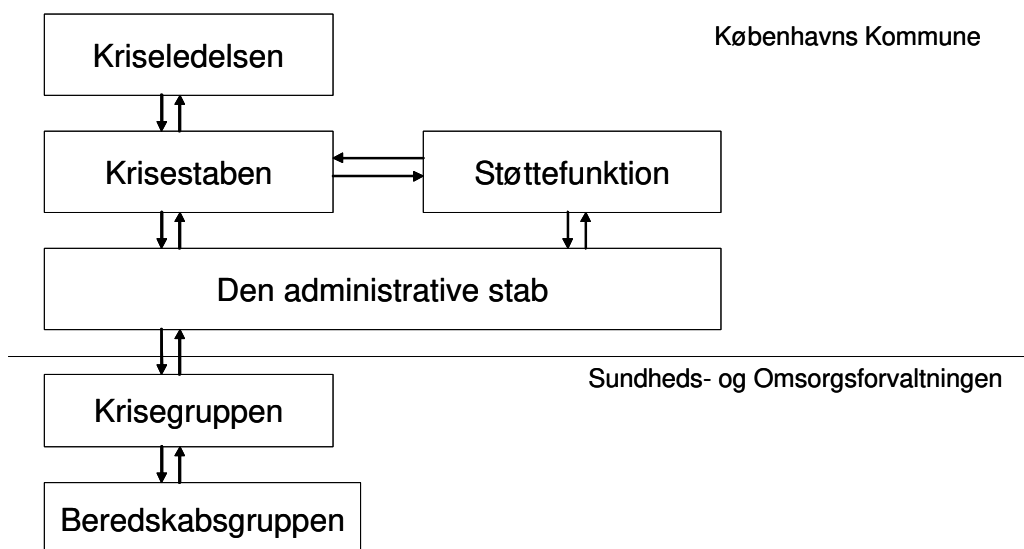 Kriseledelsen
Københavns Kommune
Krisestaben
Støttefunktion
Den administrative stab
Sundheds- og Omsorgsforvaltningen
Krisegruppen
Beredskabsgruppen